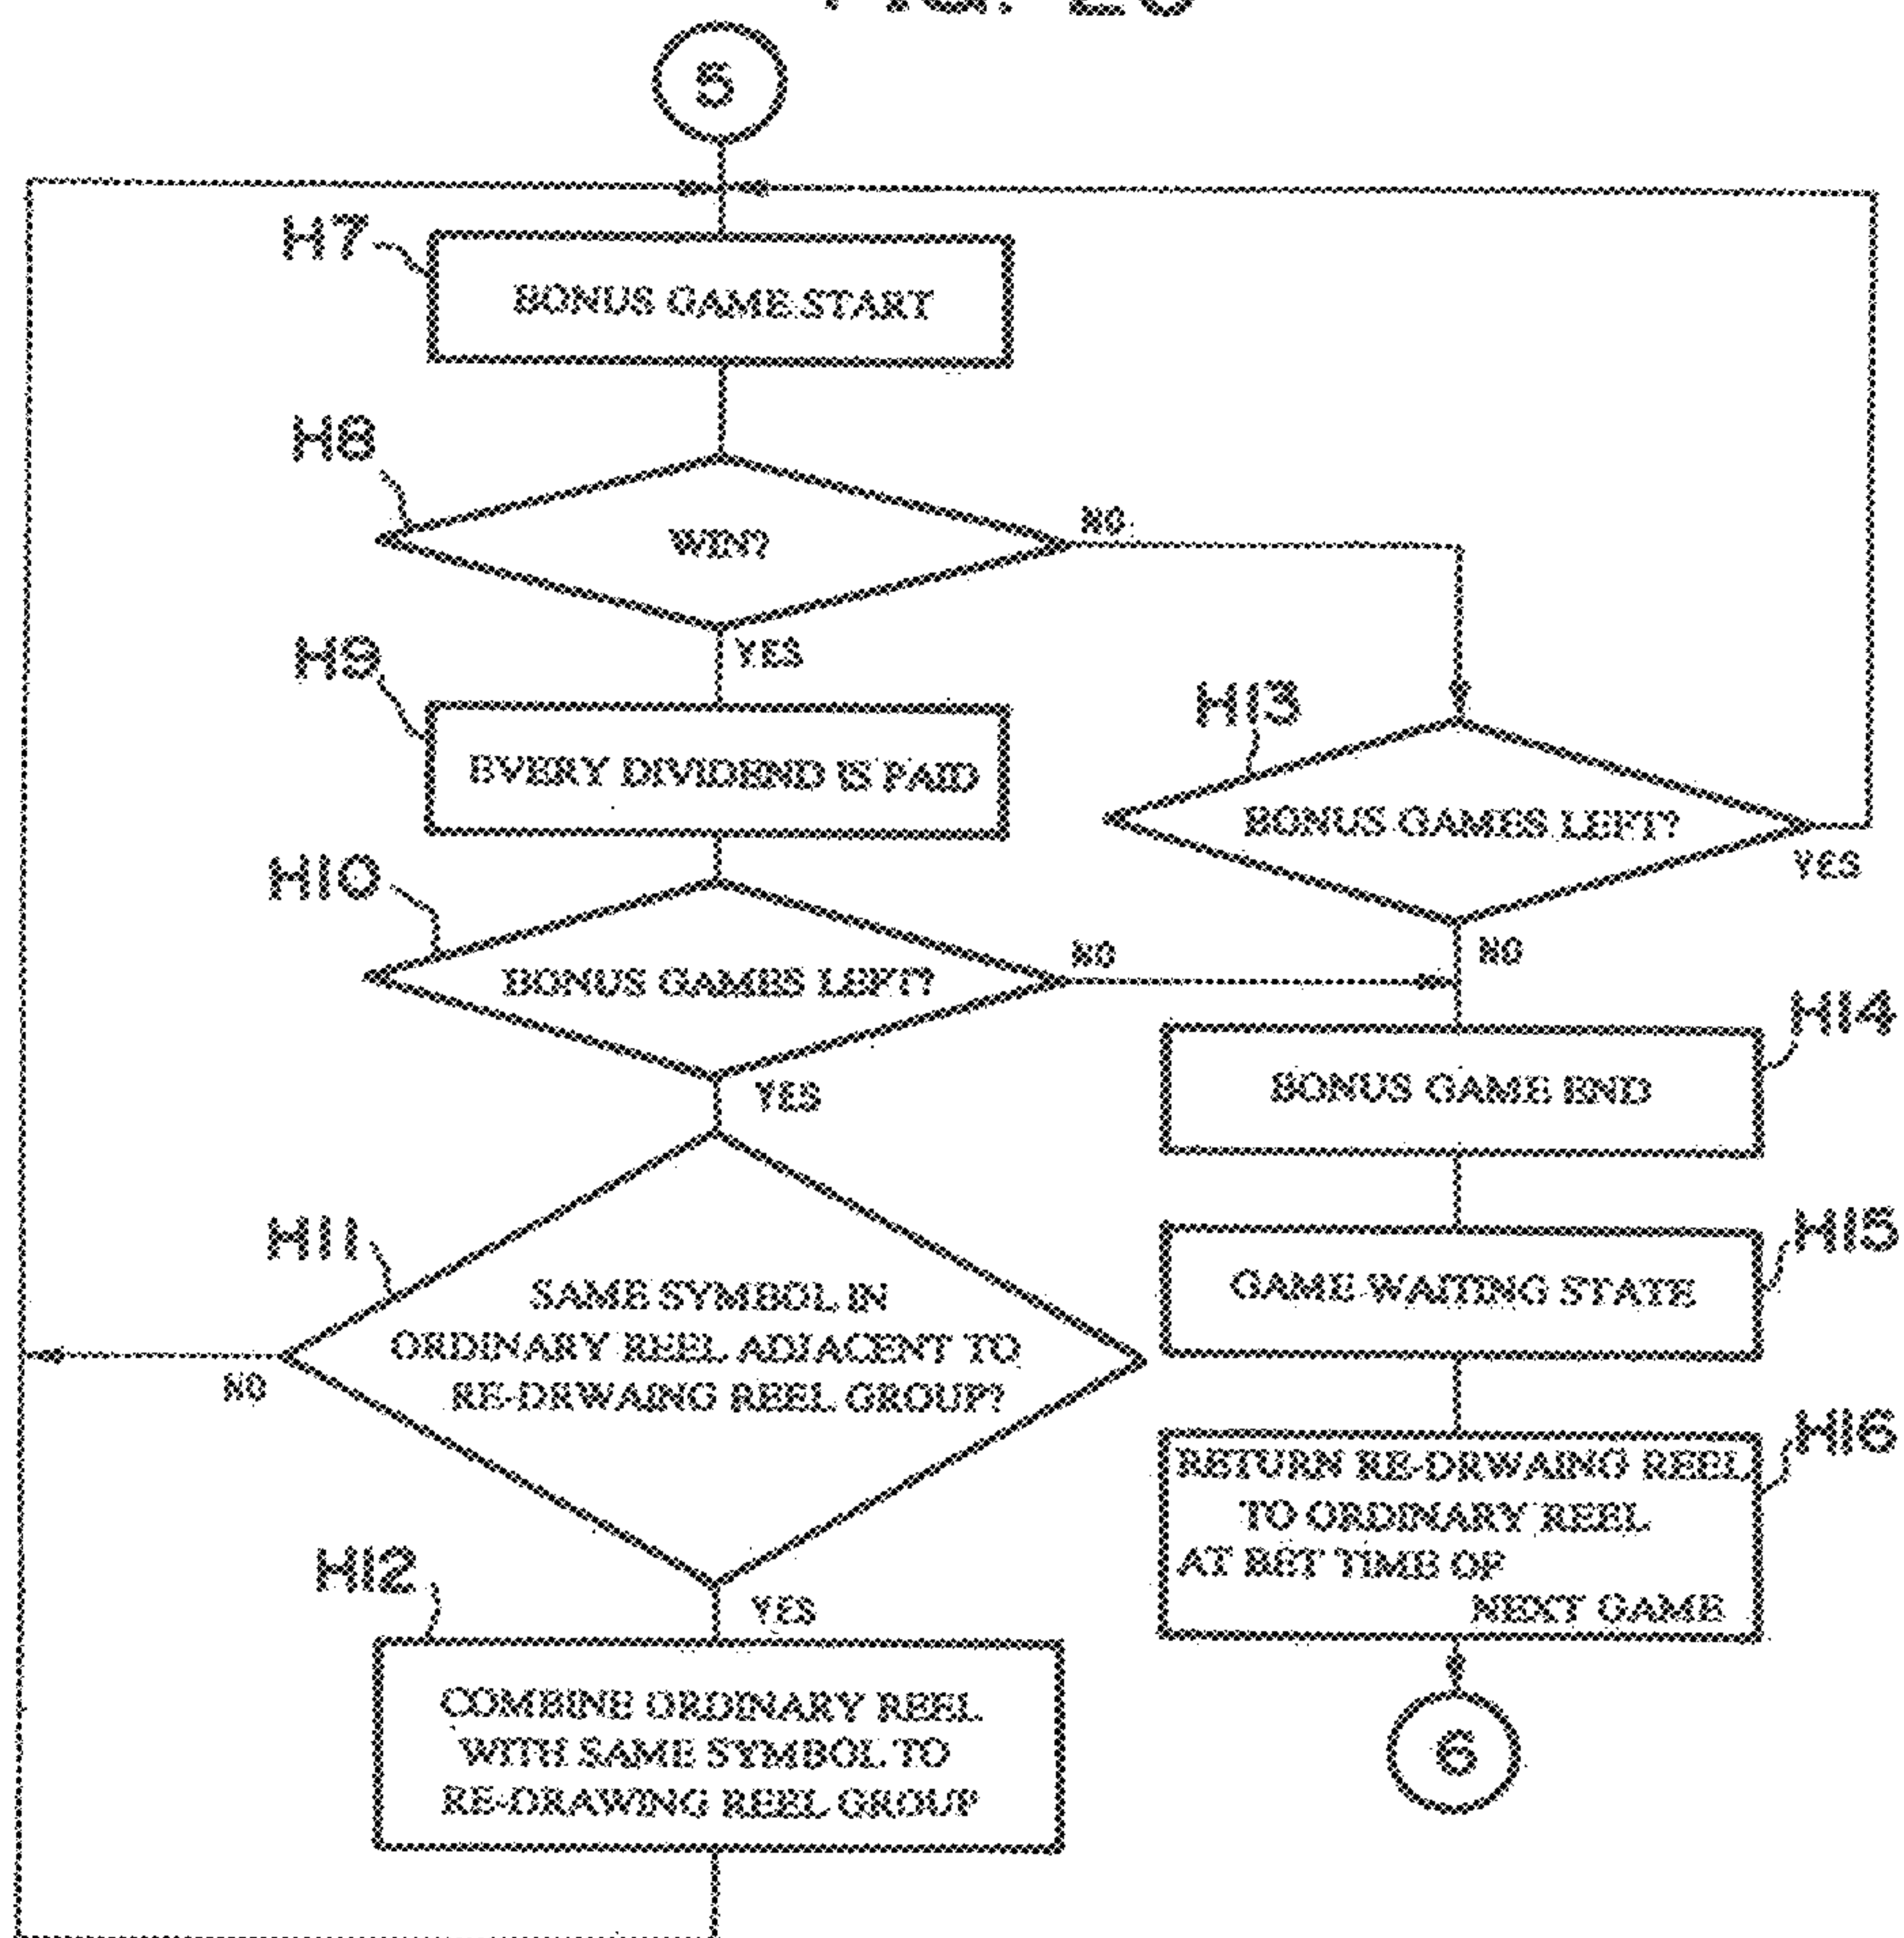 5
H7
BONUS GAME START
H8
WIN?
NO
YES
H9
EVERY DIVIDEND IS PAID
H13
BONUS GAMES LEFT?
YES
NO
H10
BONUS GAMES LEFT?
NO
YES
H14
BONUS GAME END
H11
SAME SYMBOL IN
ORDINARY REEL ADJACENT TO
RE-DRWAING REEL GROUP?
NO
YES
H15
GAME WAITING STATE
H16
RETURN RE-DRWAING REEL
TO ORDINARY REEL
AT BET TIME OF
NEXT GAME
H12
COMBINE ORDINARY REEL
WITH SAME SYMBOL TO
RE-DRAWING REEL GROUP
6